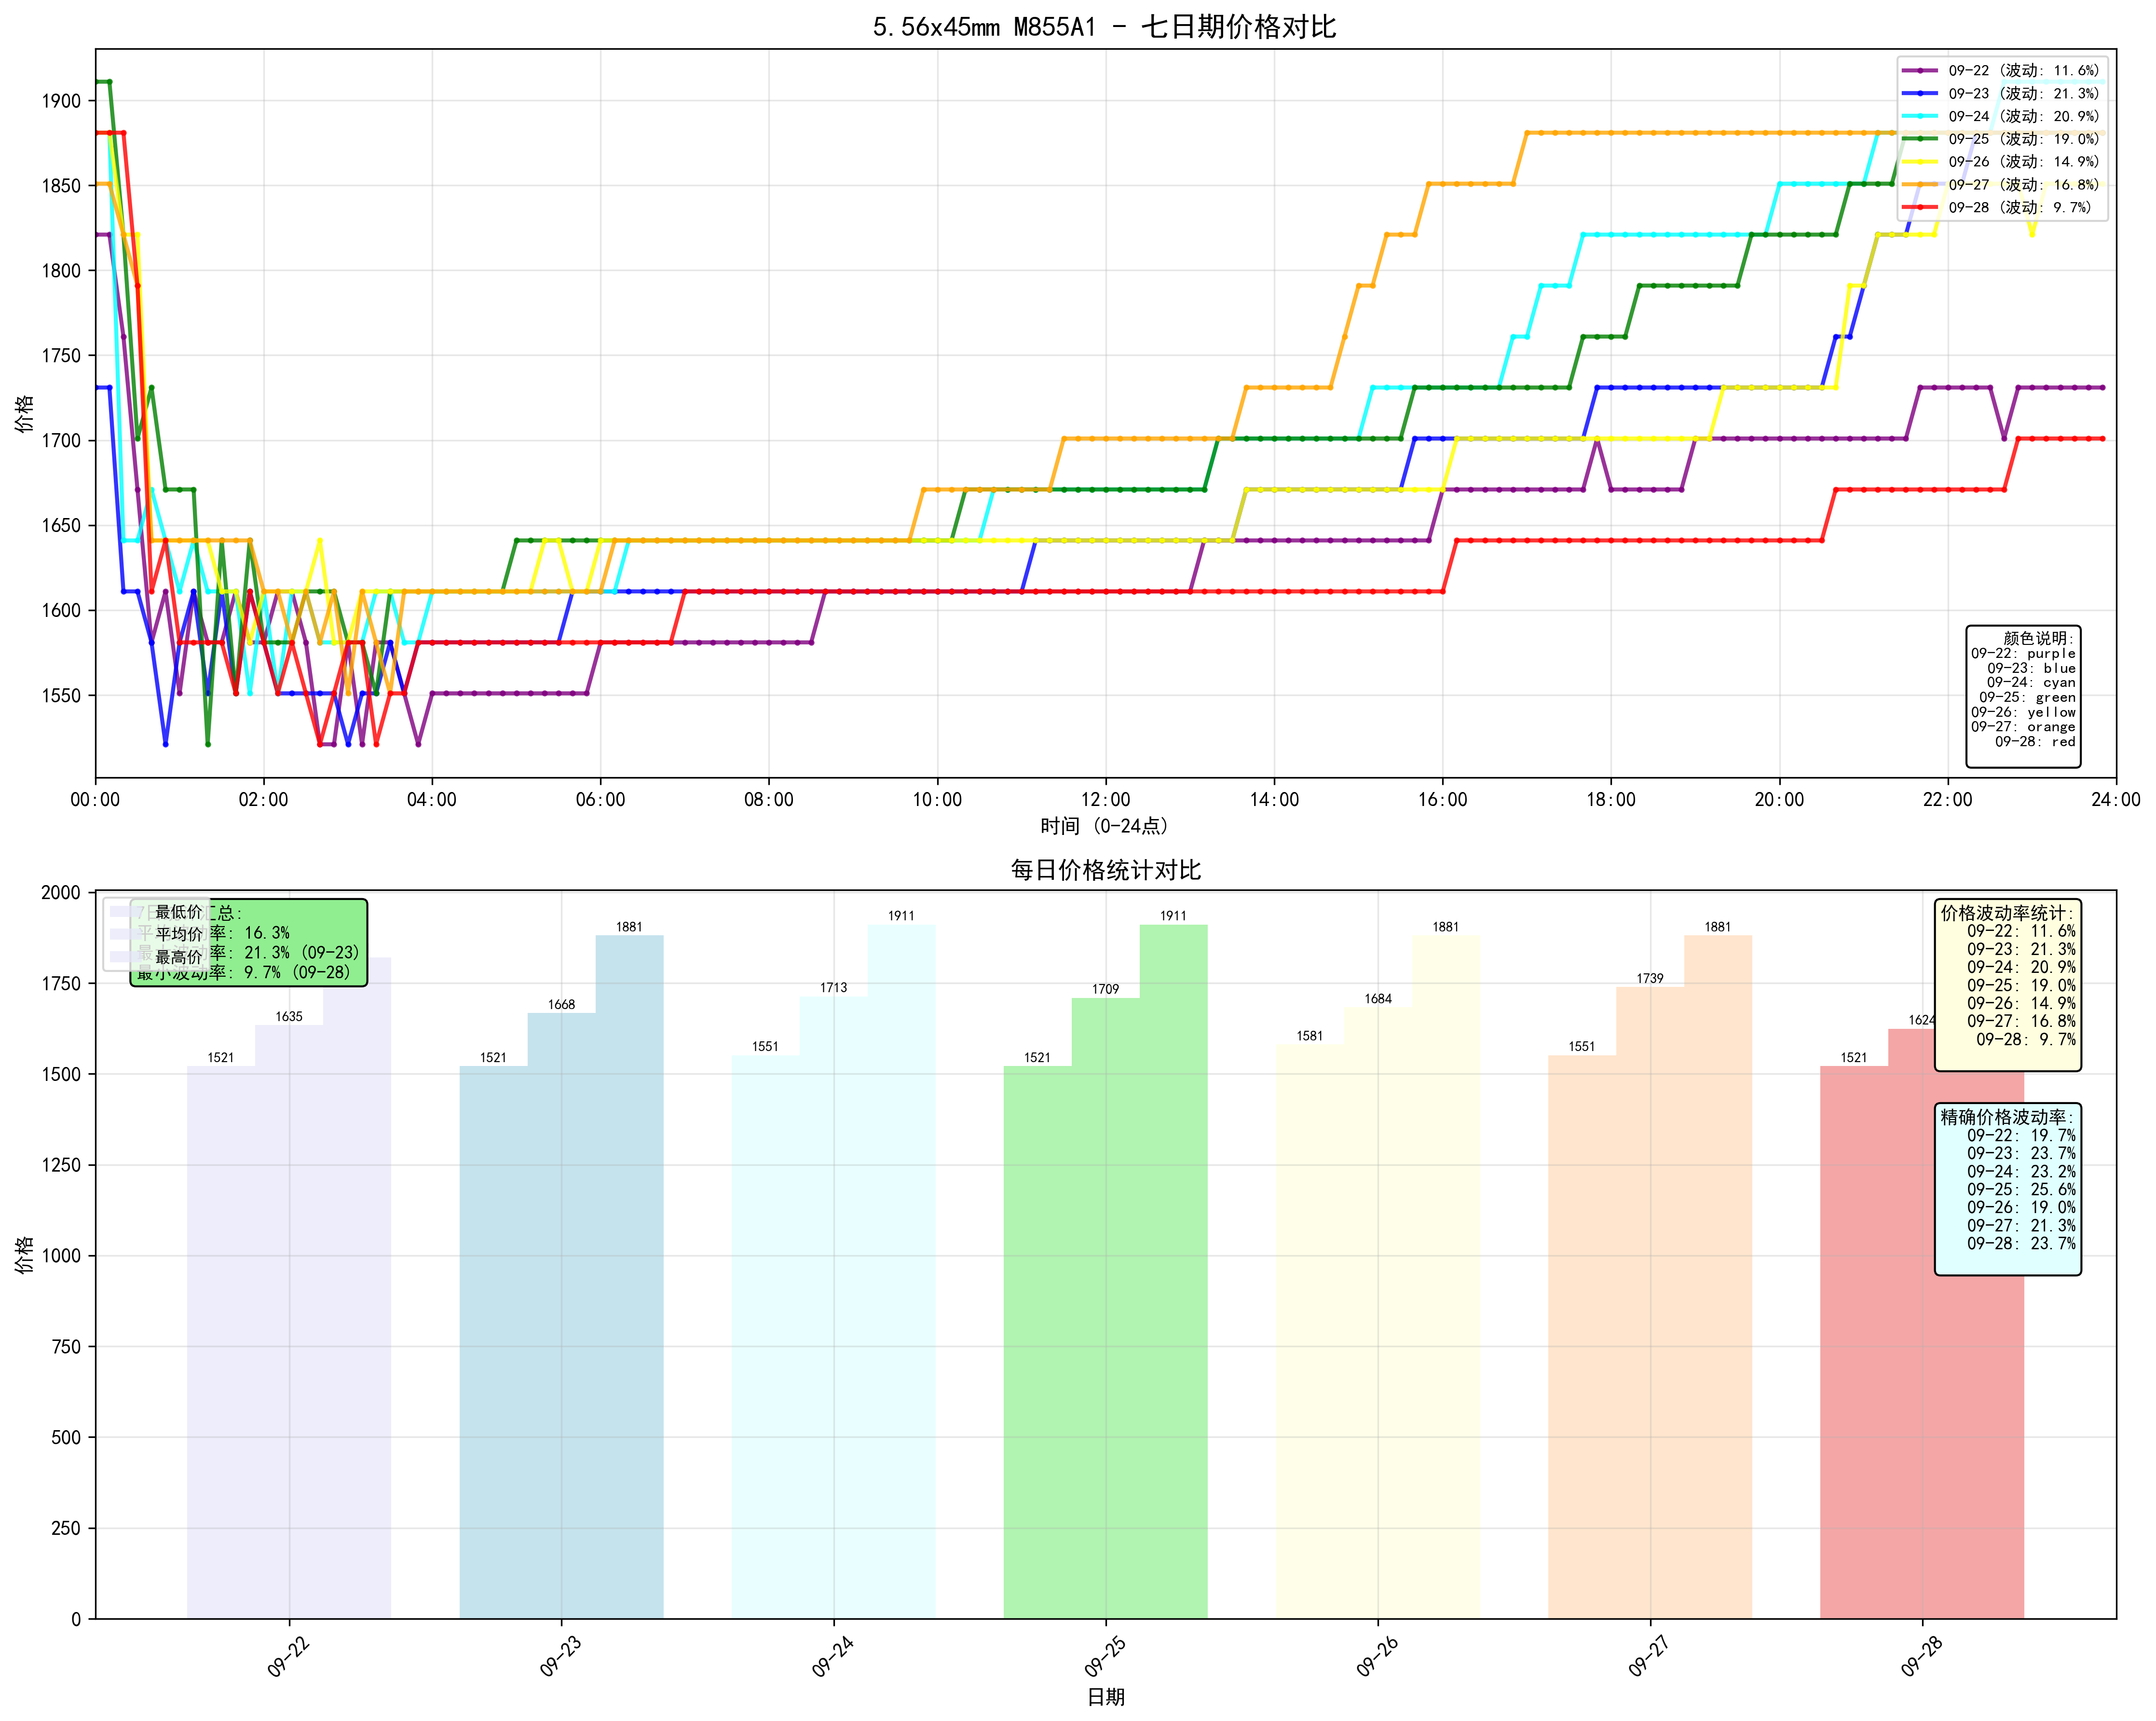 5.56x45mm M855A1 - 七日期价格对比
价格
1900
1850
1800
1750
1700
1650
1600
1550
09-22 (波动: 11.6%)
09-23 (波动: 21.3%)
09-24 (波动: 20.9%)
09-25 (波动: 19.0%)
09-26 (波动: 14.9%)
09-27 (波动: 16.8%)
09-28 (波动: 9.7%)
颜色说明:
09-22: purple
09-23: blue
09-24: cyan
09-25: green
09-26: yellow
09-27: orange
09-28: red
00:00 02:00 04:00 06:00 08:00 10:00 12:00 14:00 16:00 18:00 20:00 22:00 24:00
时间 (0-24点)
每日价格统计对比
价格
2000
1750
1500
1250
1000
750
500
250
0
最低价
平均价
最高价
7日 汇总:
率: 16.3%
率: 21.3% (09-23)
最小波动率: 9.7% (09-28)
1521 1635
1521 1668 1881
1551 1713 1911
1521 1709 1911
1581 1684 1881
1551 1739 1881
1521 1624
价格波动率统计:
09-22: 11.6%
09-23: 21.3%
09-24: 20.9%
09-25: 19.0%
09-26: 14.9%
09-27: 16.8%
09-28: 9.7%
精确价格波动率:
09-22: 19.7%
09-23: 23.7%
09-24: 23.2%
09-25: 25.6%
09-26: 19.0%
09-27: 21.3%
09-28: 23.7%
09-22 09-23 09-24 09-25 09-26 09-27 09-28
日期